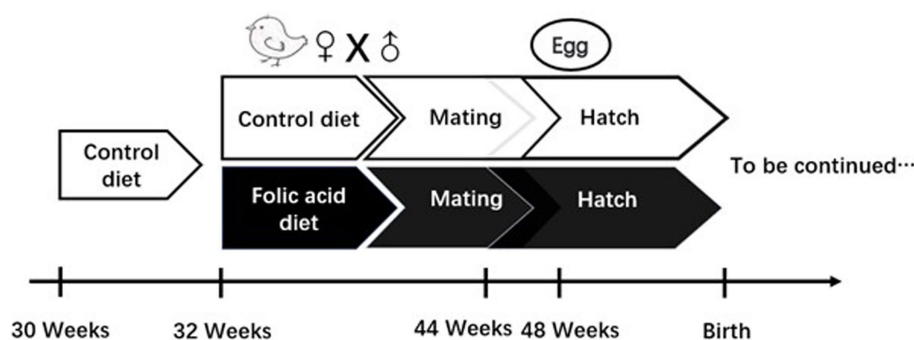 ♀ X ♂
Egg
Control diet
Mating
Hatch
Control
diet
To be continued···
Folic acid
diet
Mating
Hatch
30 Weeks
32 Weeks
44 Weeks
48 Weeks
Birth